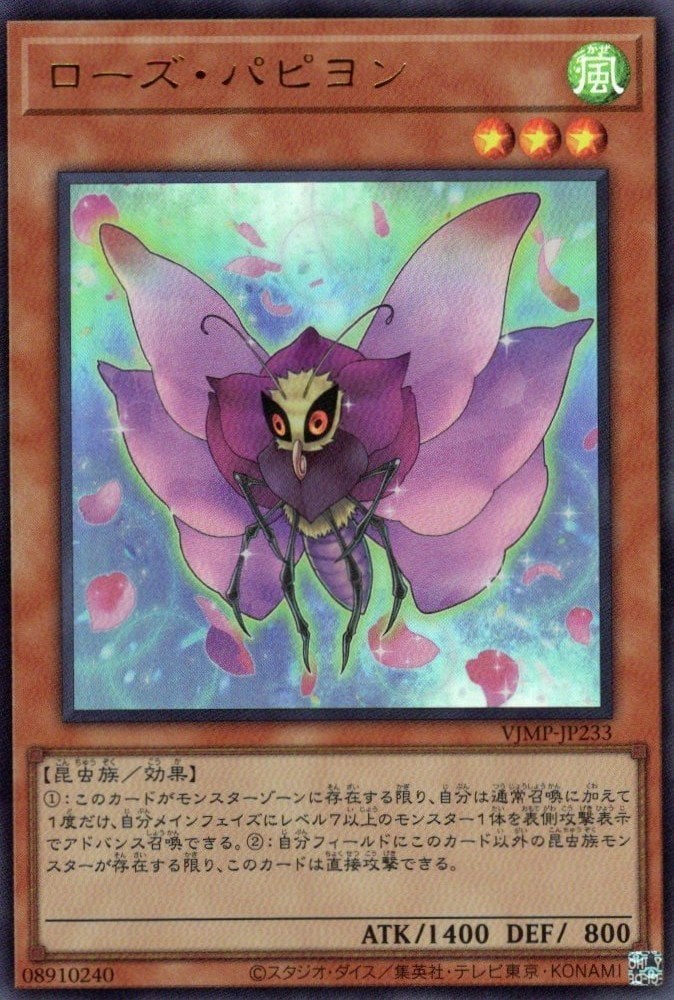 ローズ・パピヨン
かぜ
風
VJMP-JP233
【昆虫族／効果】
①：このカードがモンスターゾーンに存在する限り、自分は通常召喚に加えて
1度だけ、自分メインフェイズにレベル7以上のモンスター1体を表側攻撃表示
でアドバンス召喚できる。②：自分フィールドにこのカード以外の昆虫族モン
スターが存在する限り、このカードは直接攻撃できる。
ATK/1400 DEF/ 800
08910240 ©スタジオ・ダイス／集英社・テレビ東京・KONAMI